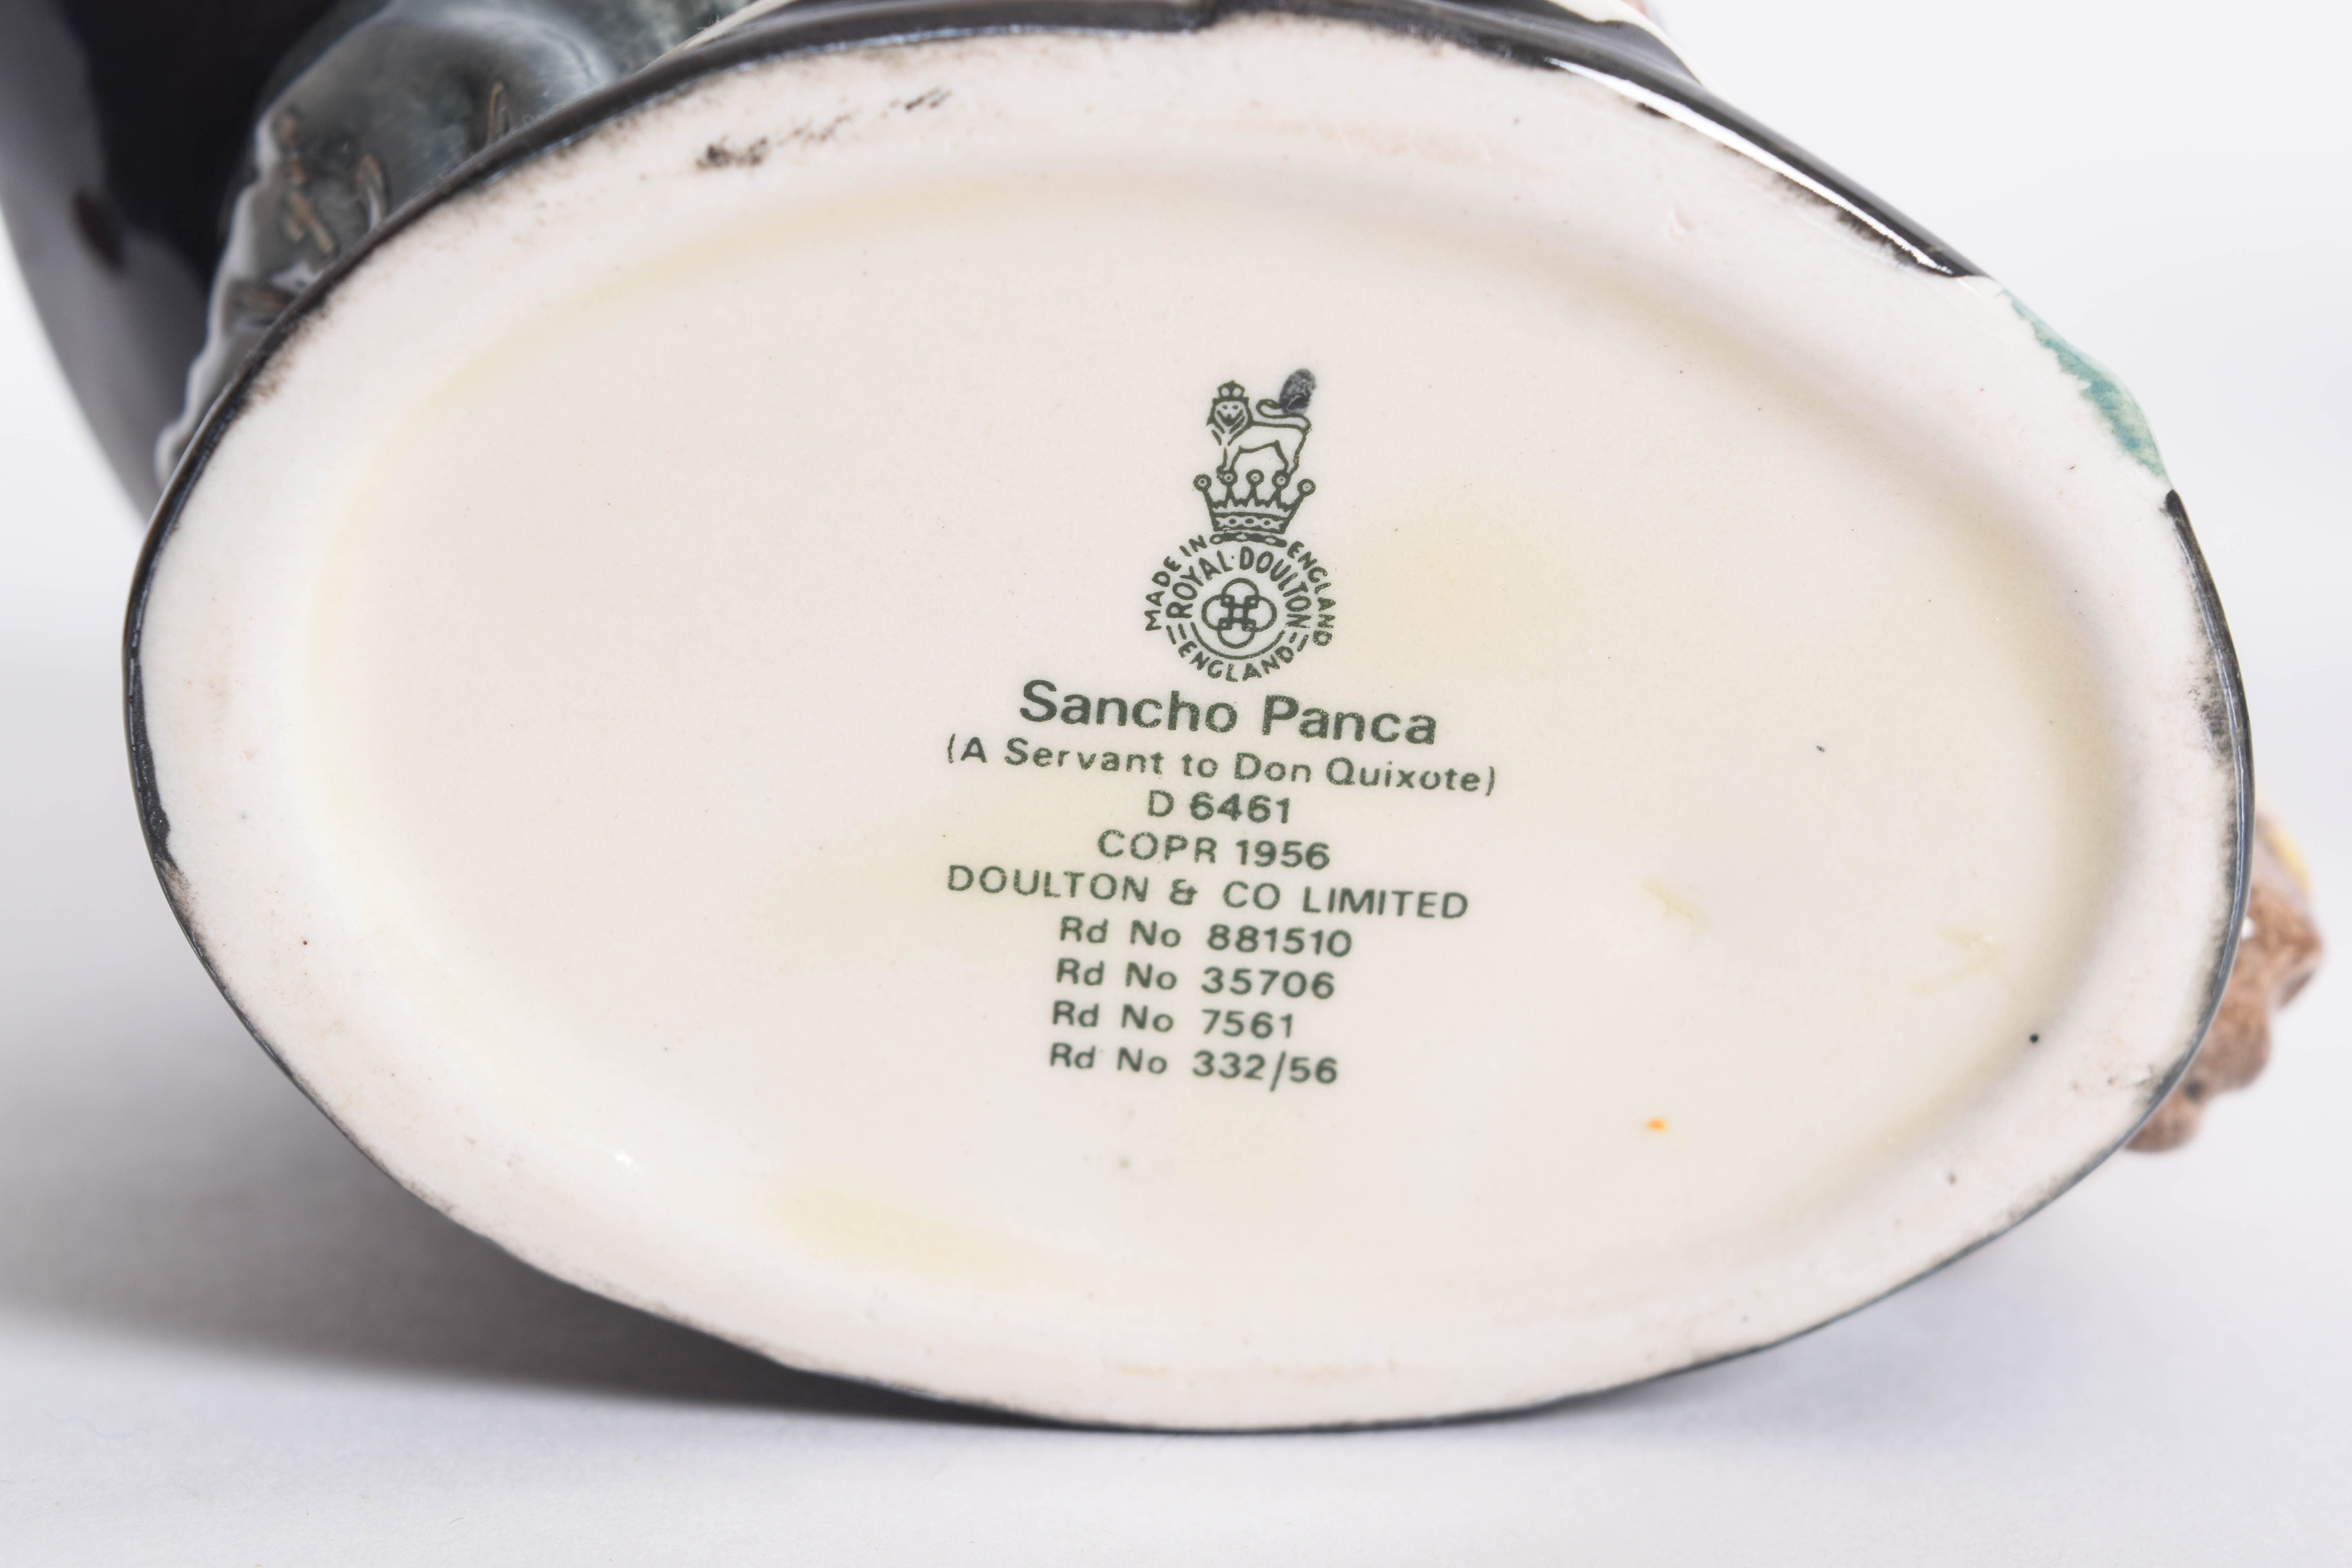 MADE IN ENGLAND
ROYAL·DOULTON
ENGLAND
Sancho Panca
(A Servant to Don Quixote)
D 6461
COPR 1956
DOULTON & CO LIMITED
Rd No 881510
Rd No 35706
Rd No 7561
Rd No 332/56